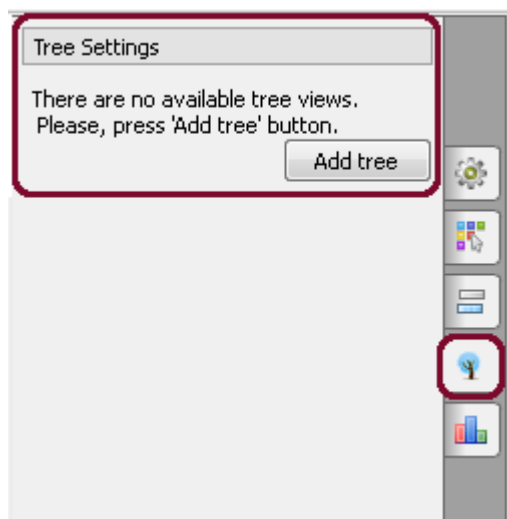 Tree Settings
There are no available tree views.
Please, press 'Add tree' button.
Add tree